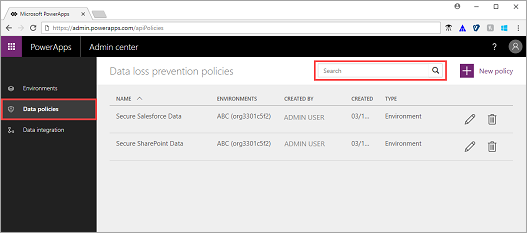 Microsoft PowerApps
https://admin.powerapps.com/apiPolicies
PowerApps Admin center ?
Environments
Data policies
Data integration
Data loss prevention policies
Search
New policy
NAME ENVIRONMENTS CREATED BY CREATED TYPE
Secure Salesforce Data ABC (org3301c5f2) ADMIN USER 03/1... Environment
Secure SharePoint Data ABC (org3301c5f2) ADMIN USER 03/1... Environment